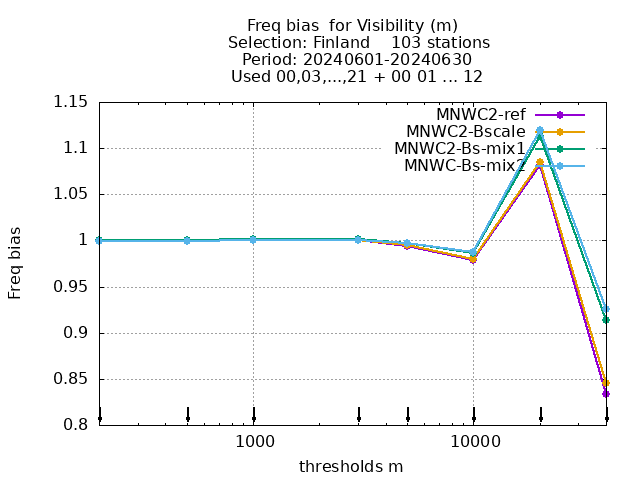 Freq bias  for Visibility (m)
Selection: Finland    103 stations
Period: 20240601-20240630
Used 00,03,...,21 + 00 01 ... 12
1.15
1.1
1.05
1
0.95
0.9
0.85
0.8
Freq bias
MNWC2-ref
MNWC2-Bscale
MNWC2-Bs-mix1
MNWC-Bs-mix2
1000
10000
thresholds m